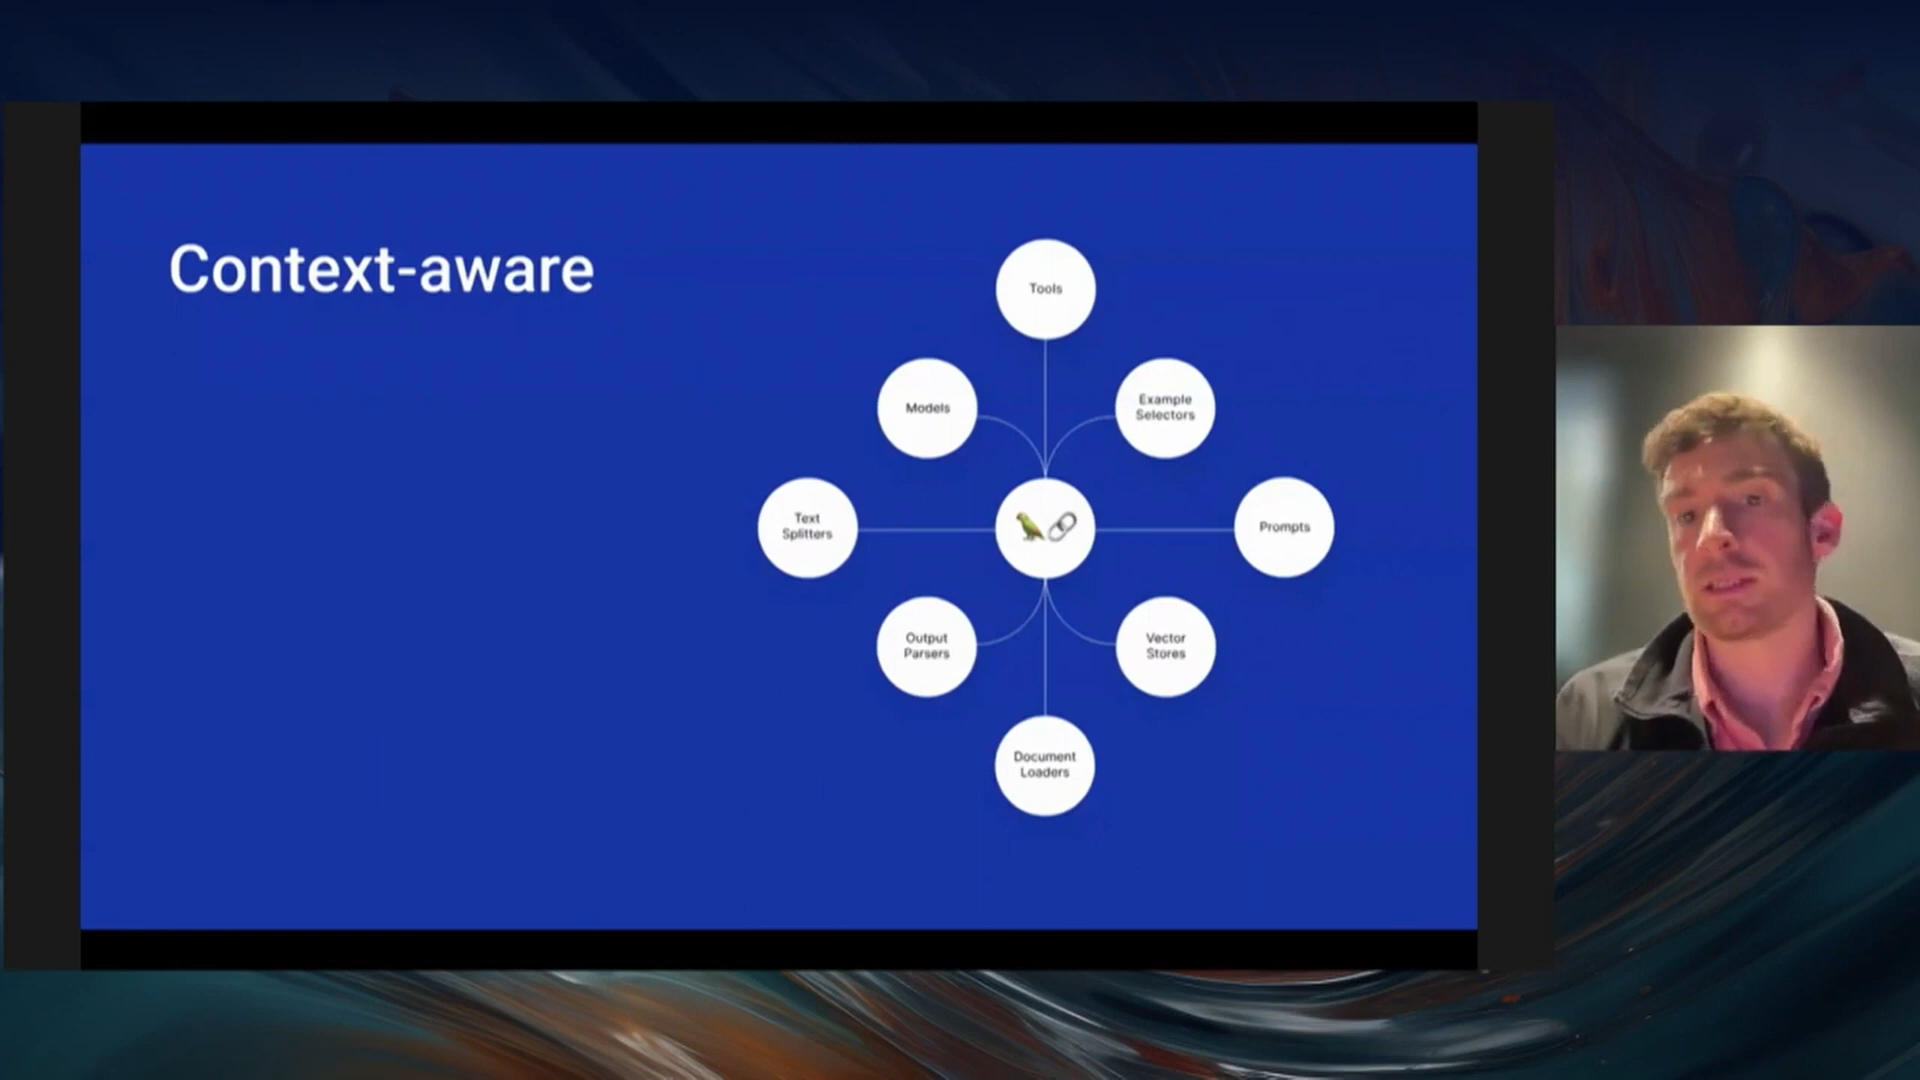 Context-aware
Tools
Models
Example
Selectors
Text
Splitters
Prompts
Output
Parsers
Vector
Stores
Document
Loaders